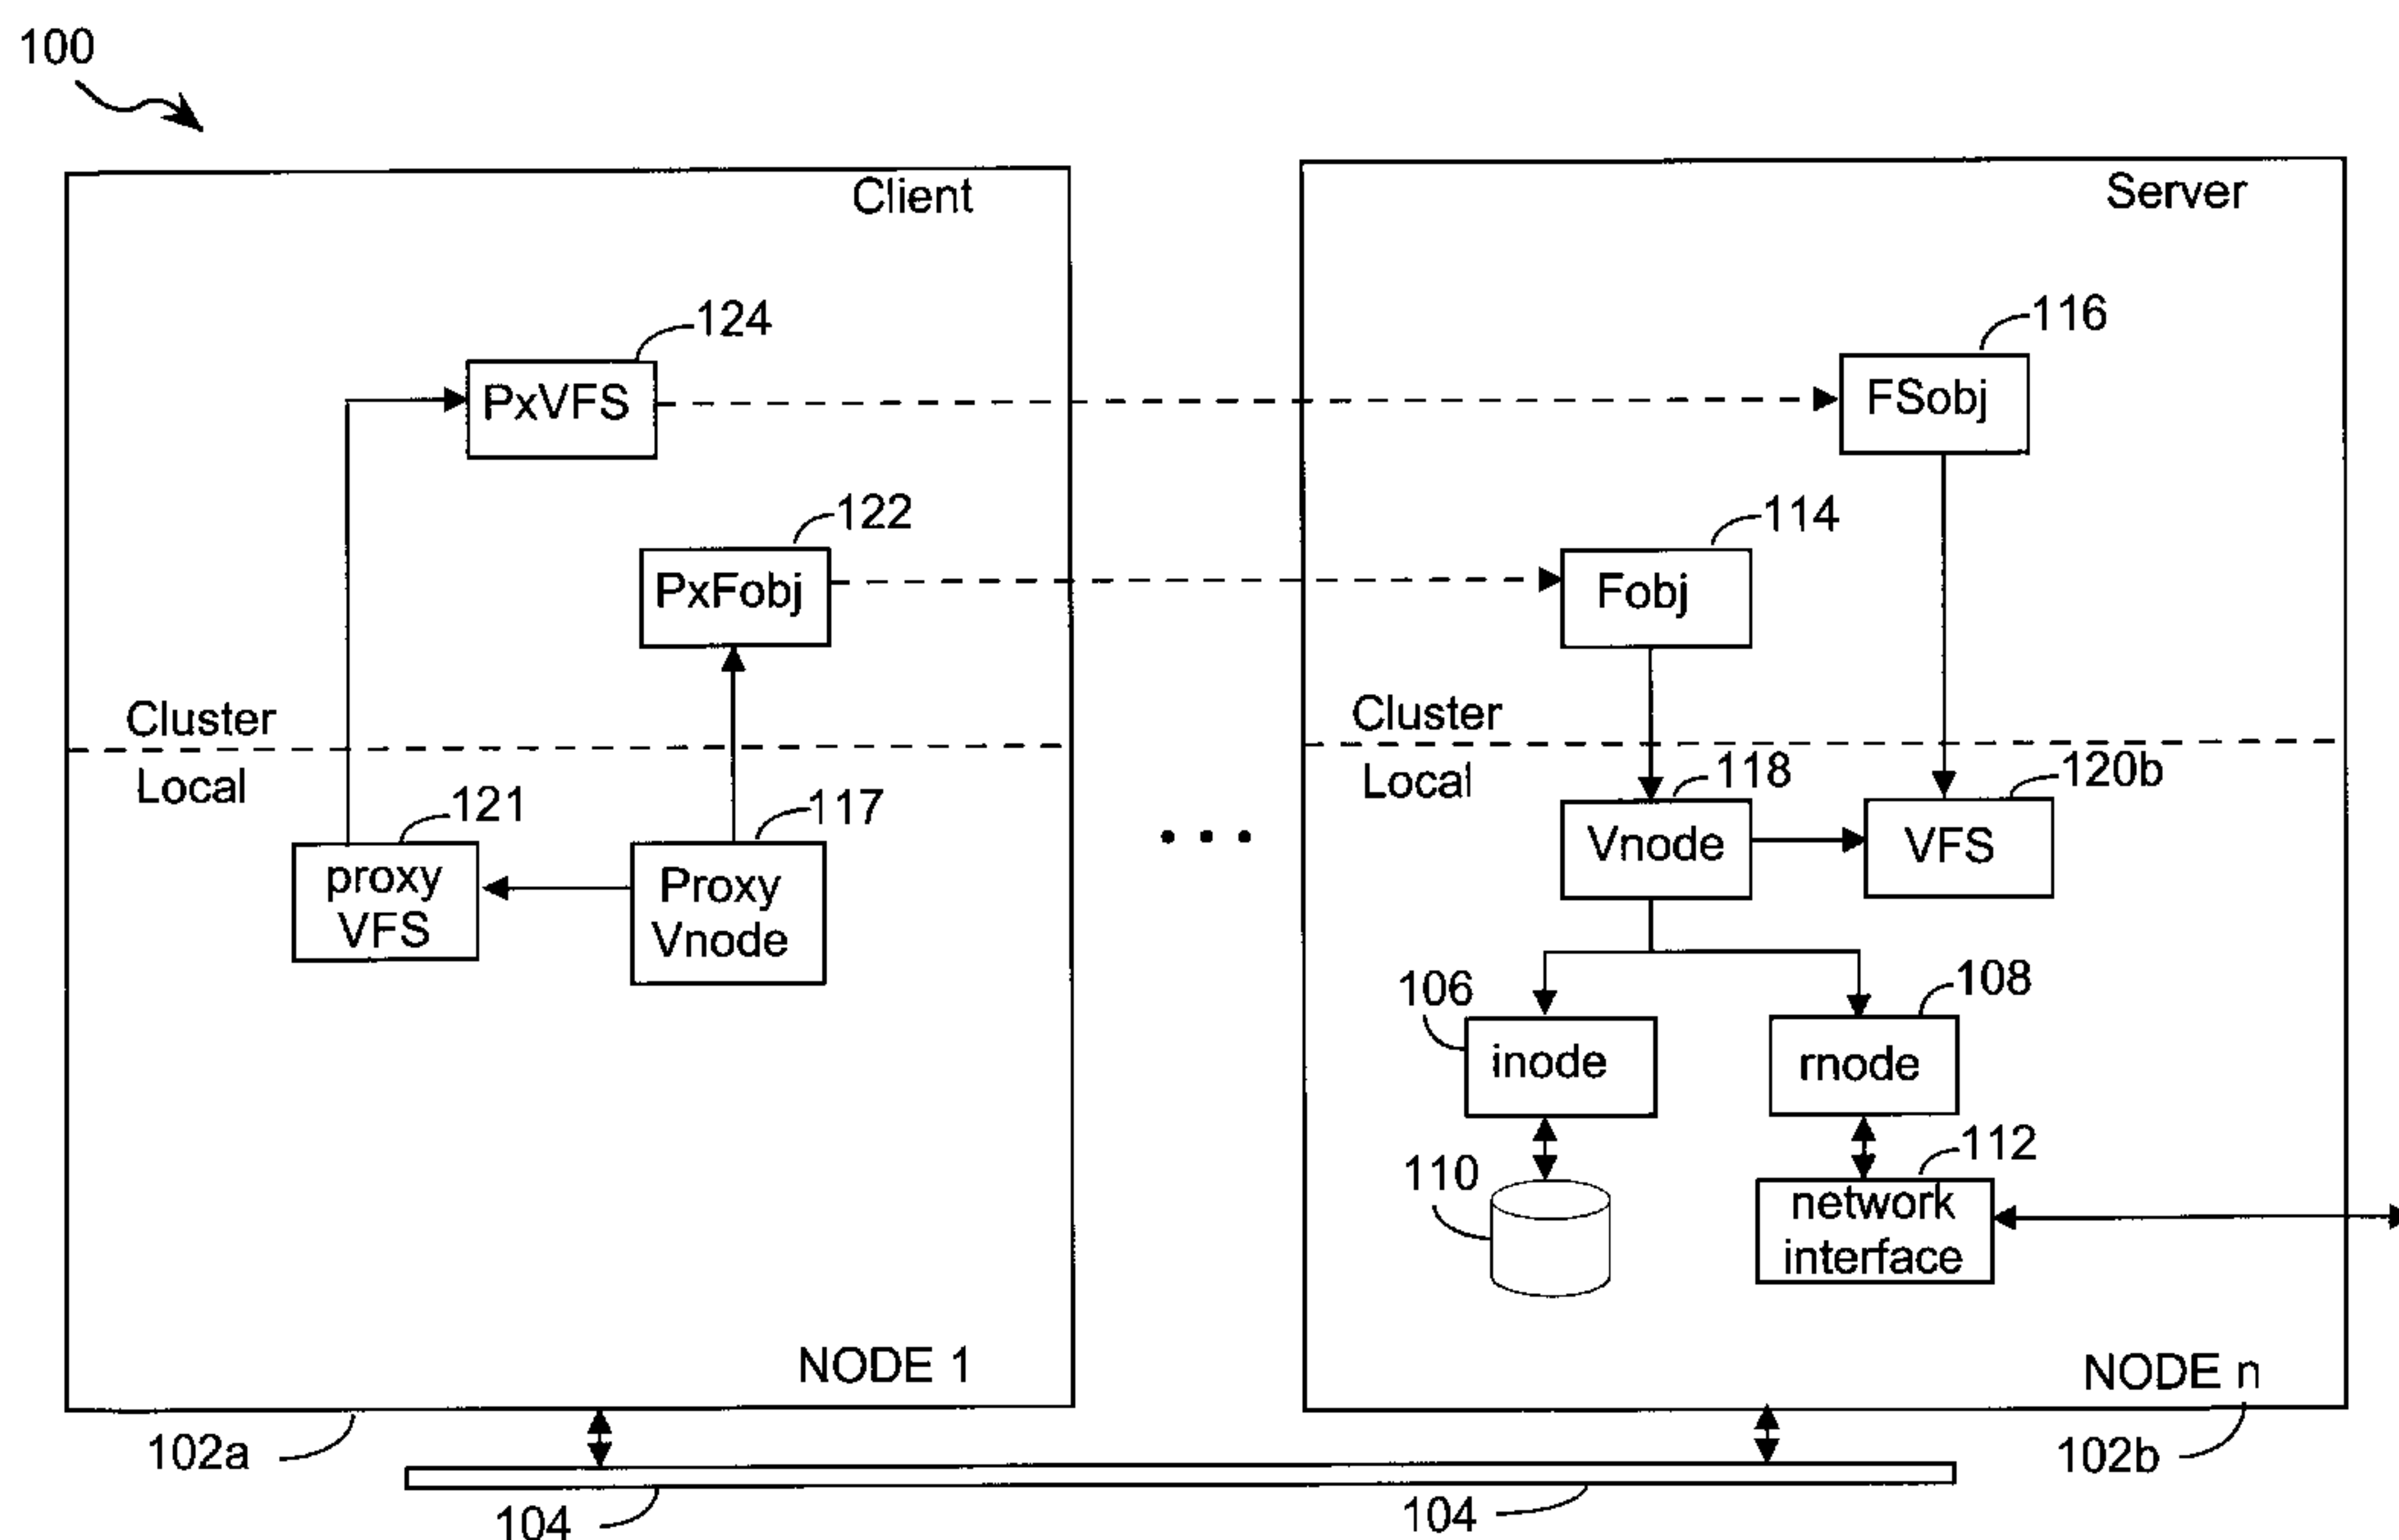 100
Client
Server
124
116
PxVFS
FSobj
122
114
PxFobj
Fobj
Cluster
Cluster
Local
Local
121
117
118
120b
proxy
VFS
Proxy
Vnode
• • •
Vnode
VFS
106
108
inode
rnode
110
112
network
interface
NODE 1
NODE n
102a
102b
104
104